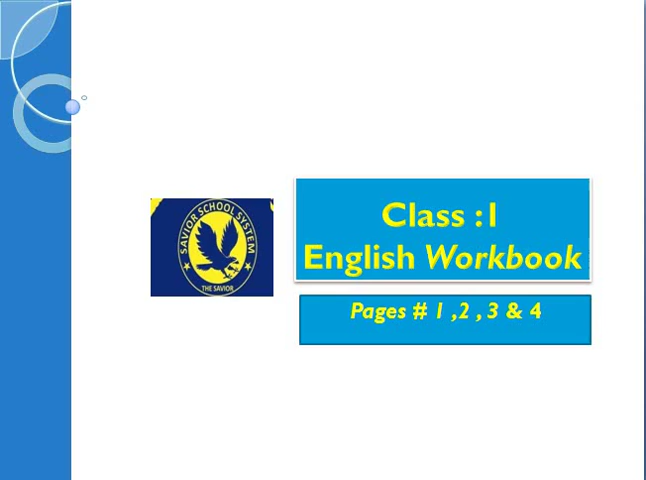 SAVIOR SCHOOL SYSTEM
THE SAVIOR
Class :1
English Workbook
Pages # 1 ,2 , 3 & 4